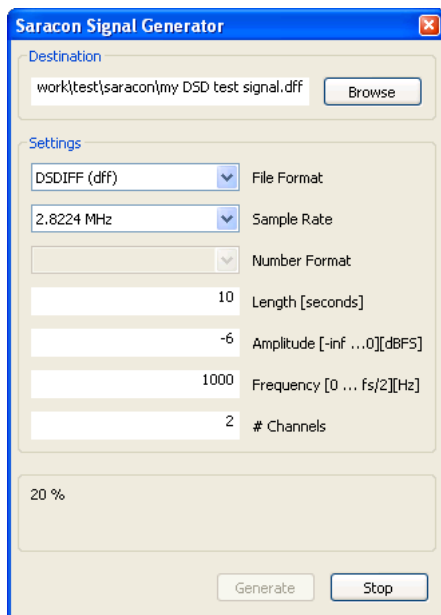 Saracon Signal Generator
Destination
work\test\saracon\my DSD test signal.dff
Browse
Settings
DSDIFF (dff) File Format
2.8224 MHz Sample Rate
Number Format
10 Length [seconds]
-6 Amplitude [-inf ...0][dBFS]
1000 Frequency [0 ... fs/2][Hz]
2 # Channels
20 %
Generate Stop